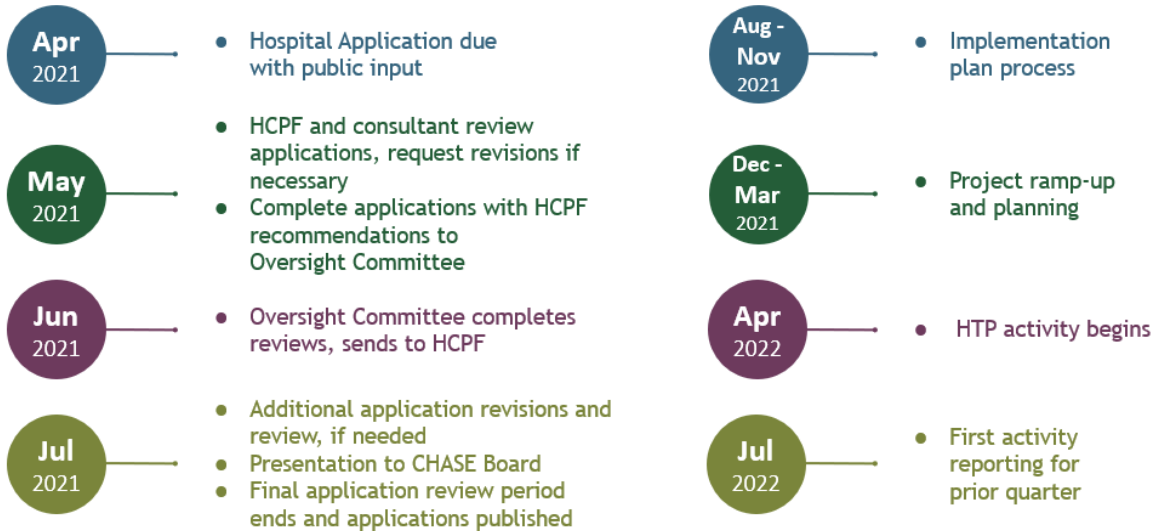 Apr
2021
● Hospital Application due
with public input
May
2021
● HCPF and consultant review
applications, request revisions if
necessary
● Complete applications with HCPF
recommendations to
Oversight Committee
Jun
2021
● Oversight Committee completes
reviews, sends to HCPF
Jul
2021
● Additional application revisions and
review, if needed
● Presentation to CHASE Board
● Final application review period
ends and applications published
Aug -
Nov
2021
● Implementation
plan process
Dec -
Mar
2021
● Project ramp-up
and planning
Apr
2022
● HTP activity begins
Jul
2022
● First activity
reporting for
prior quarter